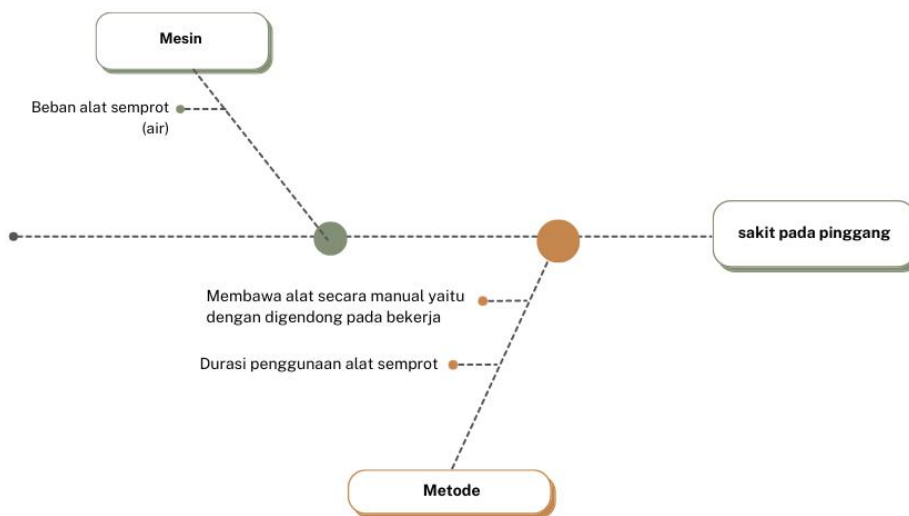 Mesin
Beban alat semprot
(air)
sakit pada pinggang
Membawa alat secara manual yaitu
dengan digendong pada bekerja
Durasi penggunaan alat semprot
Metode